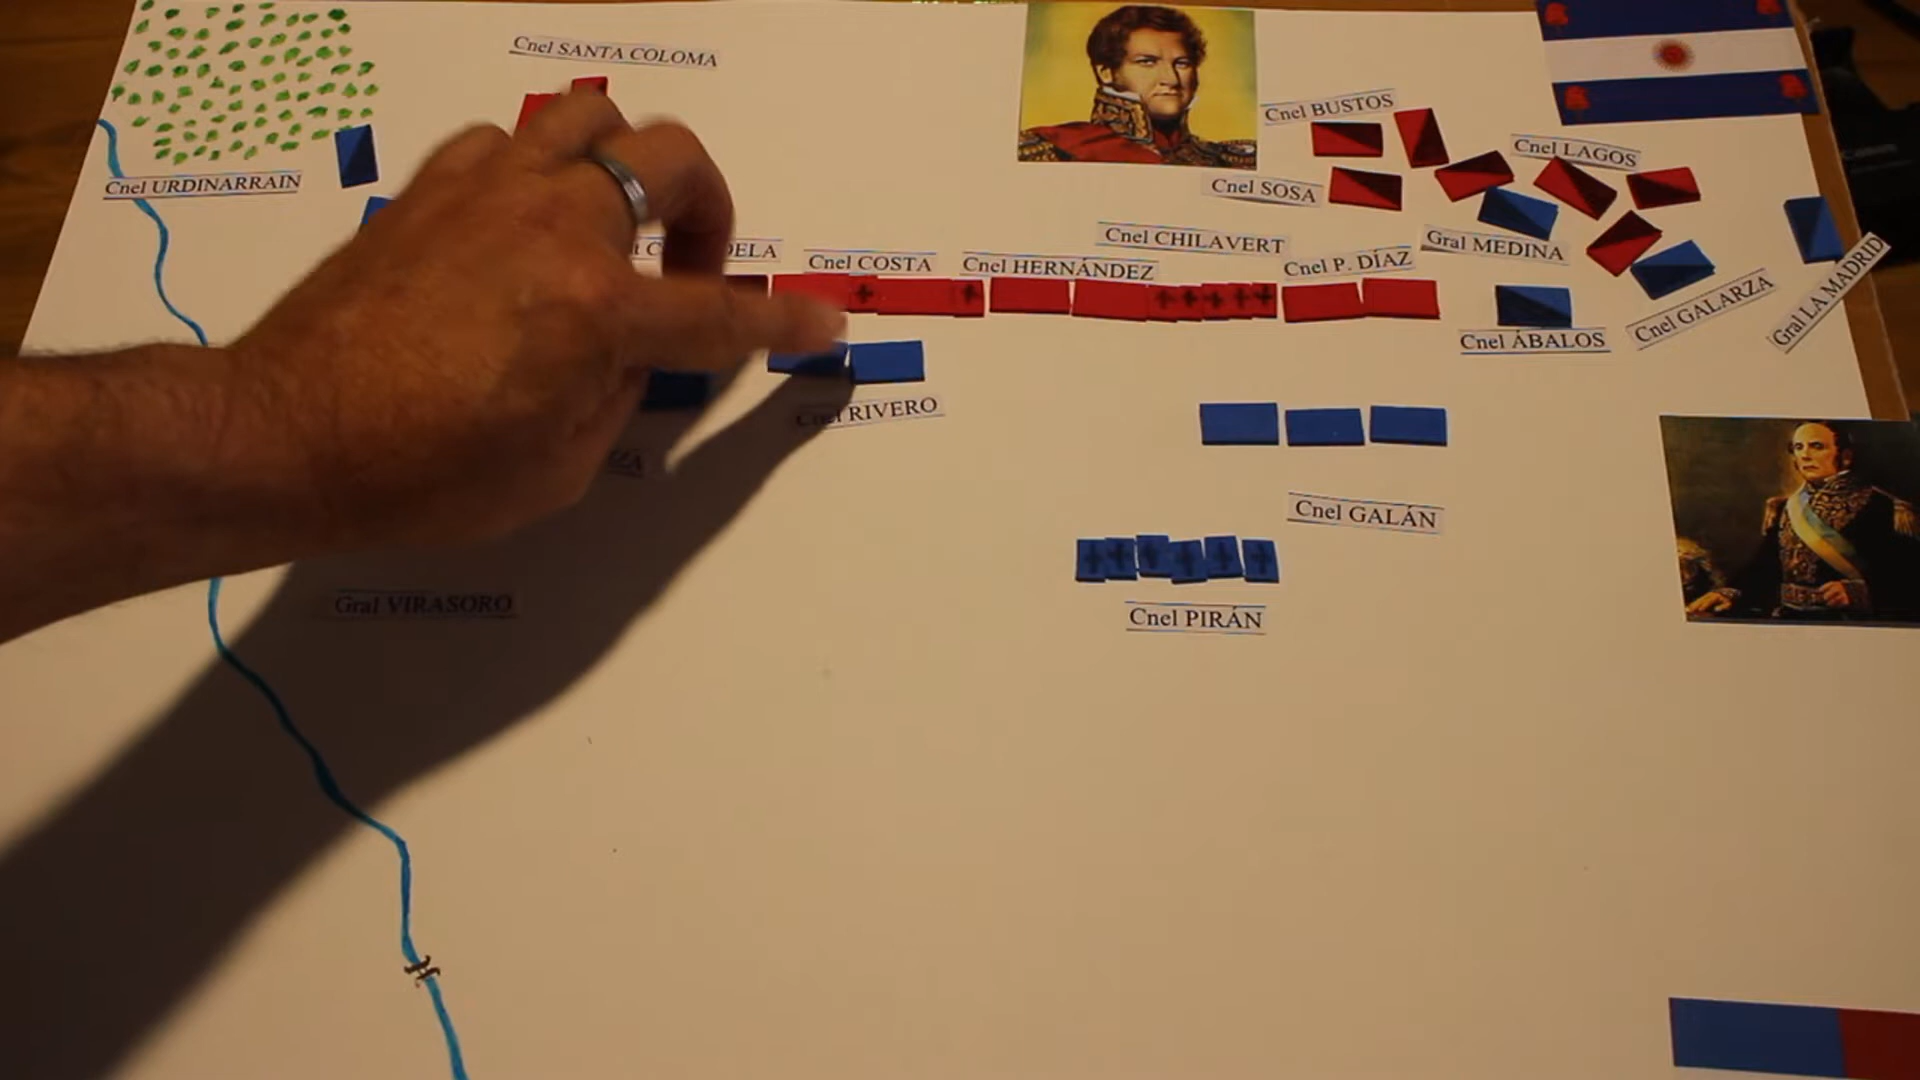 Cnel SANTA COLOMA
Cnel BUSTOS
Cnel LAGOS
Cnel URDINARRAIN
Cnel SOSA
Cnel CHILAVERT
Gral MEDINA
Cnel COSTA
Cnel HERNÁNDEZ
Cnel P. DÍAZ
Cnel GALARZA
Gral LA MADRID
Cnel ÁBALOS
Cnel RIVERO
Cnel GALÁN
Gral VIRASORO
Cnel PIRÁN